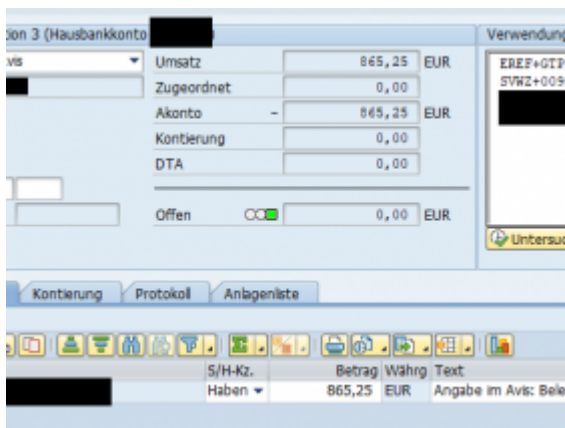 tion 3 (Hausbankkonto
Verwendung
vis
Umsatz 865,25 EUR
EREF+GTP
Zugeordnet 0,00
SVWZ+009
Akonto - 865,25 EUR
Kontierung 0,00
DTA 0,00
Offen 0,00 EUR
Untersuc
Kontierung Protokoll Anlagenliste
S/H-Kz. Betrag Währg Text
Haben 865,25 EUR Angabe im Avis: Bele